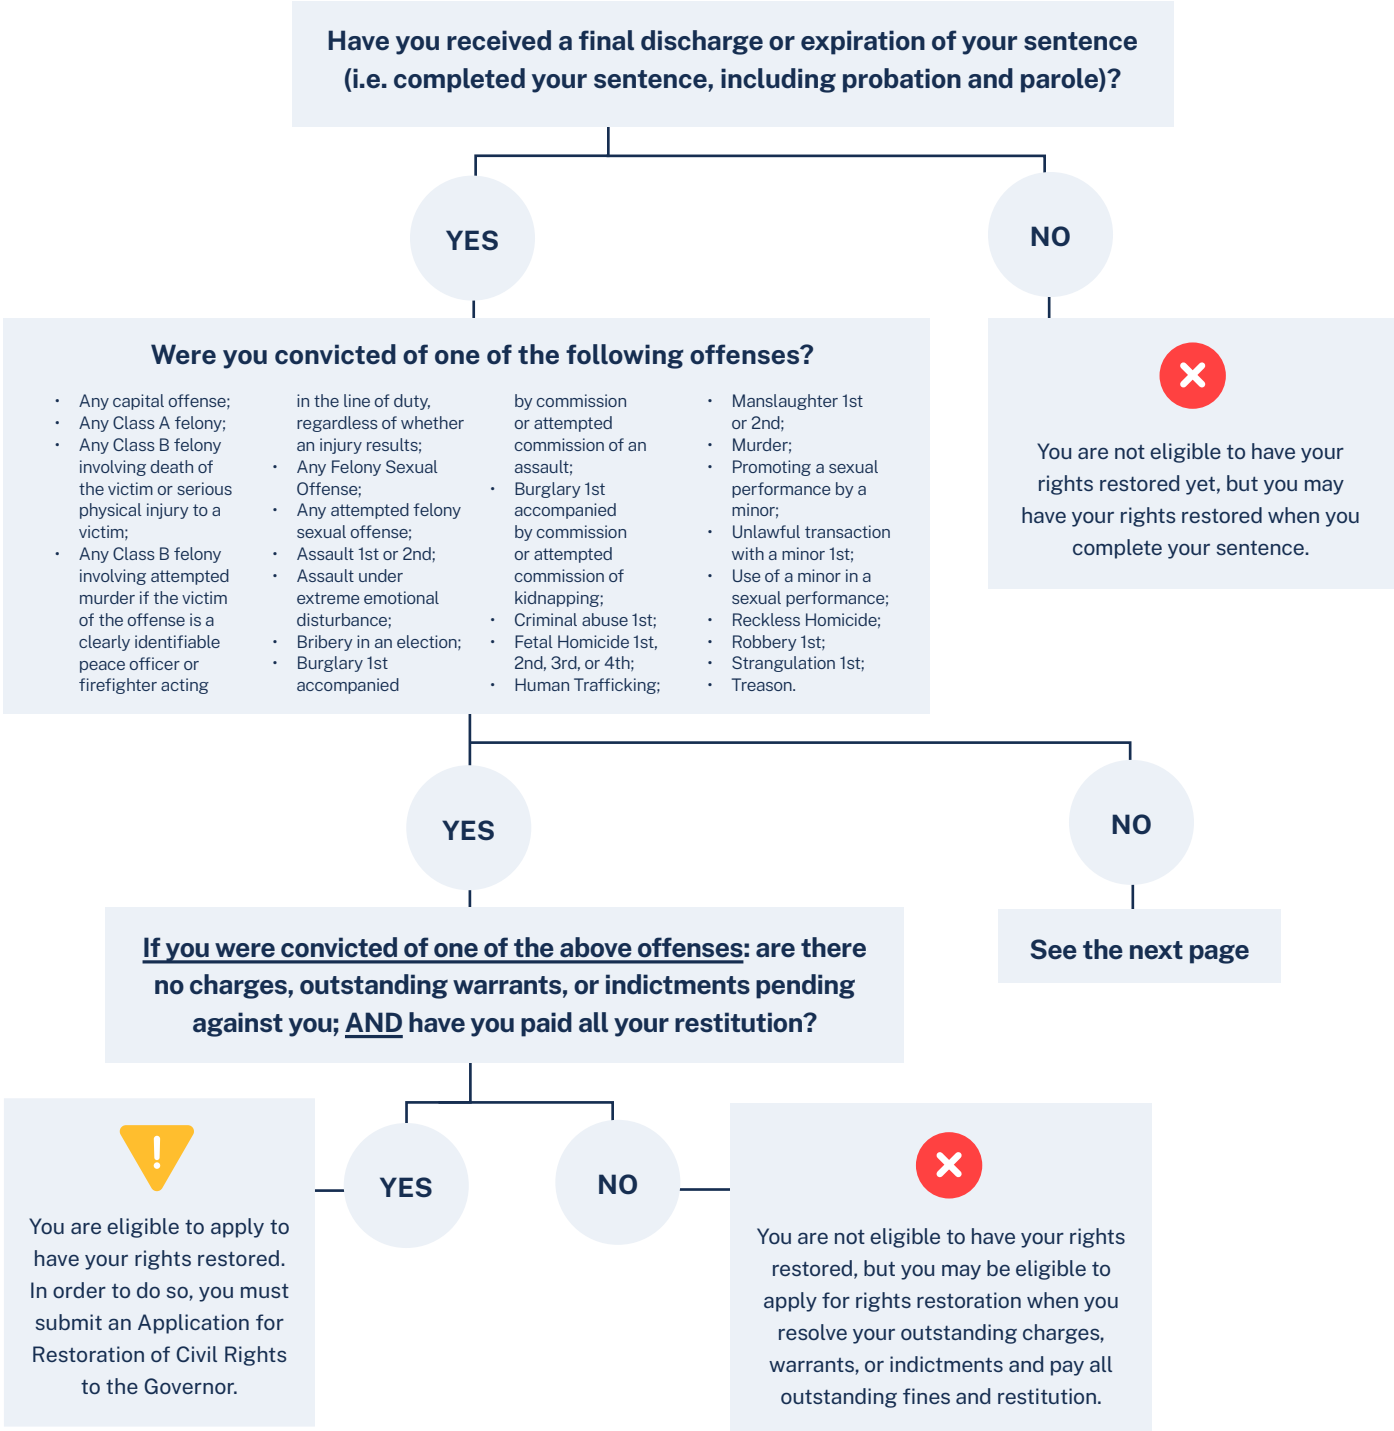 Have you received a final discharge or expiration of your sentence
(i.e. completed your sentence, including probation and parole)?
YES
NO
Were you convicted of one of the following offenses?
• Any capital offense;
• Any Class A felony;
• Any Class B felony
involving death of
the victim or serious
physical injury to a
victim;
• Any Class B felony
involving attempted
murder if the victim
of the offense is a
clearly identifiable
peace officer or
firefighter acting
in the line of duty,
regardless of whether
an injury results;
• Any Felony Sexual
Offense;
• Any attempted felony
sexual offense;
• Assault 1st or 2nd;
• Assault under
extreme emotional
disturbance;
• Bribery in an election;
• Burglary 1st
accompanied
by commission
or attempted
commission of an
assault;
• Burglary 1st
accompanied
by commission
or attempted
commission of
kidnapping;
• Criminal abuse 1st;
• Fetal Homicide 1st,
2nd, 3rd, or 4th;
• Human Trafficking;
• Manslaughter 1st
or 2nd;
• Murder;
• Promoting a sexual
performance by a
minor;
• Unlawful transaction
with a minor 1st;
• Use of a minor in a
sexual performance;
• Reckless Homicide;
• Robbery 1st;
• Strangulation 1st;
• Treason.
You are not eligible to have your
rights restored yet, but you may
have your rights restored when you
complete your sentence.
YES
NO
If you were convicted of one of the above offenses: are there
no charges, outstanding warrants, or indictments pending
against you; AND have you paid all your restitution?
See the next page
YES
NO
You are eligible to apply to
have your rights restored.
In order to do so, you must
submit an Application for
Restoration of Civil Rights
to the Governor.
You are not eligible to have your rights
restored, but you may be eligible to
apply for rights restoration when you
resolve your outstanding charges,
warrants, or indictments and pay all
outstanding fines and restitution.